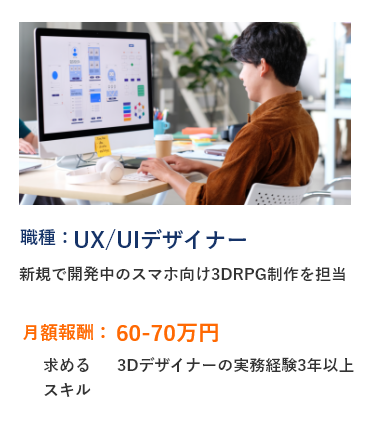 職種：UX/UIデザイナー
新規で開発中のスマホ向け3DRPG制作を担当
月額報酬： 60-70万円
求める 3Dデザイナーの実務経験3年以上
スキル